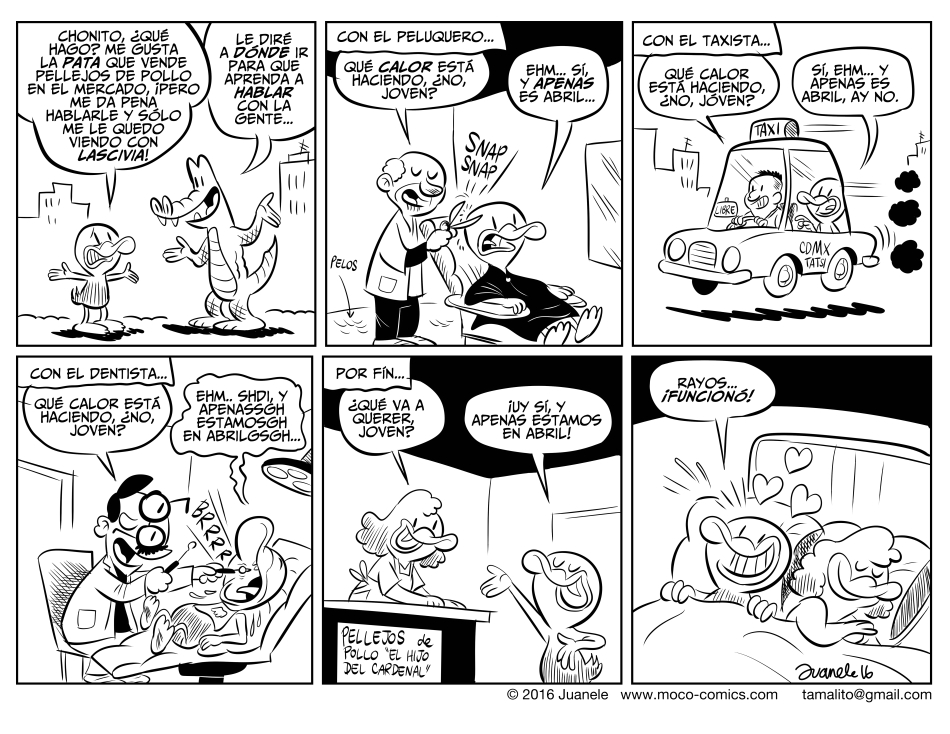 CHONITO, ¿QUÉ
HAGO? ME GUSTA
LA PATA QUE VENDE
PELLEJOS DE POLLO
EN EL MERCADO, ¡PERO
ME DA PENA
HABLARLE Y SÓLO
ME LE QUEDO
VIENDO CON
LASCIVIA!
LE DIRÉ
A DÓNDE IR
PARA QUE
APRENDA A
HABLAR
CON LA
GENTE...
CON EL PELUQUERO...
QUÉ CALOR ESTÁ
HACIENDO, ¿NO,
JOVEN?
EHM... SÍ,
Y APENAS
ES ABRIL...
SNAP
SNAP
PELOS
CON EL TAXISTA...
QUÉ CALOR
ESTÁ HACIENDO,
¿NO, JÓVEN?
SÍ, EHM... Y
APENAS ES
ABRIL, AY NO.
TAXI
LIBRE
CDMX
TATSI
CON EL DENTISTA...
QUÉ CALOR ESTÁ
HACIENDO, ¿NO,
JOVEN?
EHM.. SHDI, Y
APENASSGH
ESTAMOSGH
EN ABRILGSGH...
BRRRR
POR FÍN...
¿QUÉ VA A
QUERER,
JOVEN?
¡UY SÍ, Y
APENAS ESTAMOS
EN ABRIL!
PELLEJOS de
POLLO "EL HIJO
DEL CARDENAL"
RAYOS...
¡FUNCIONÓ!
Juanele 16
© 2016 Juanele www.moco-comics.com tamalito@gmail.com